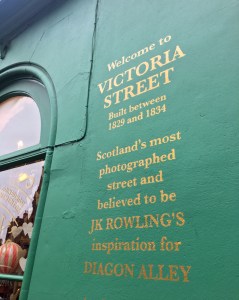 Welcome to
VICTORIA
STREET
Built between
1829 and 1834
Scotland's most
photographed
street and
believed to be
JK ROWLING'S
inspiration for
DIAGON ALLEY